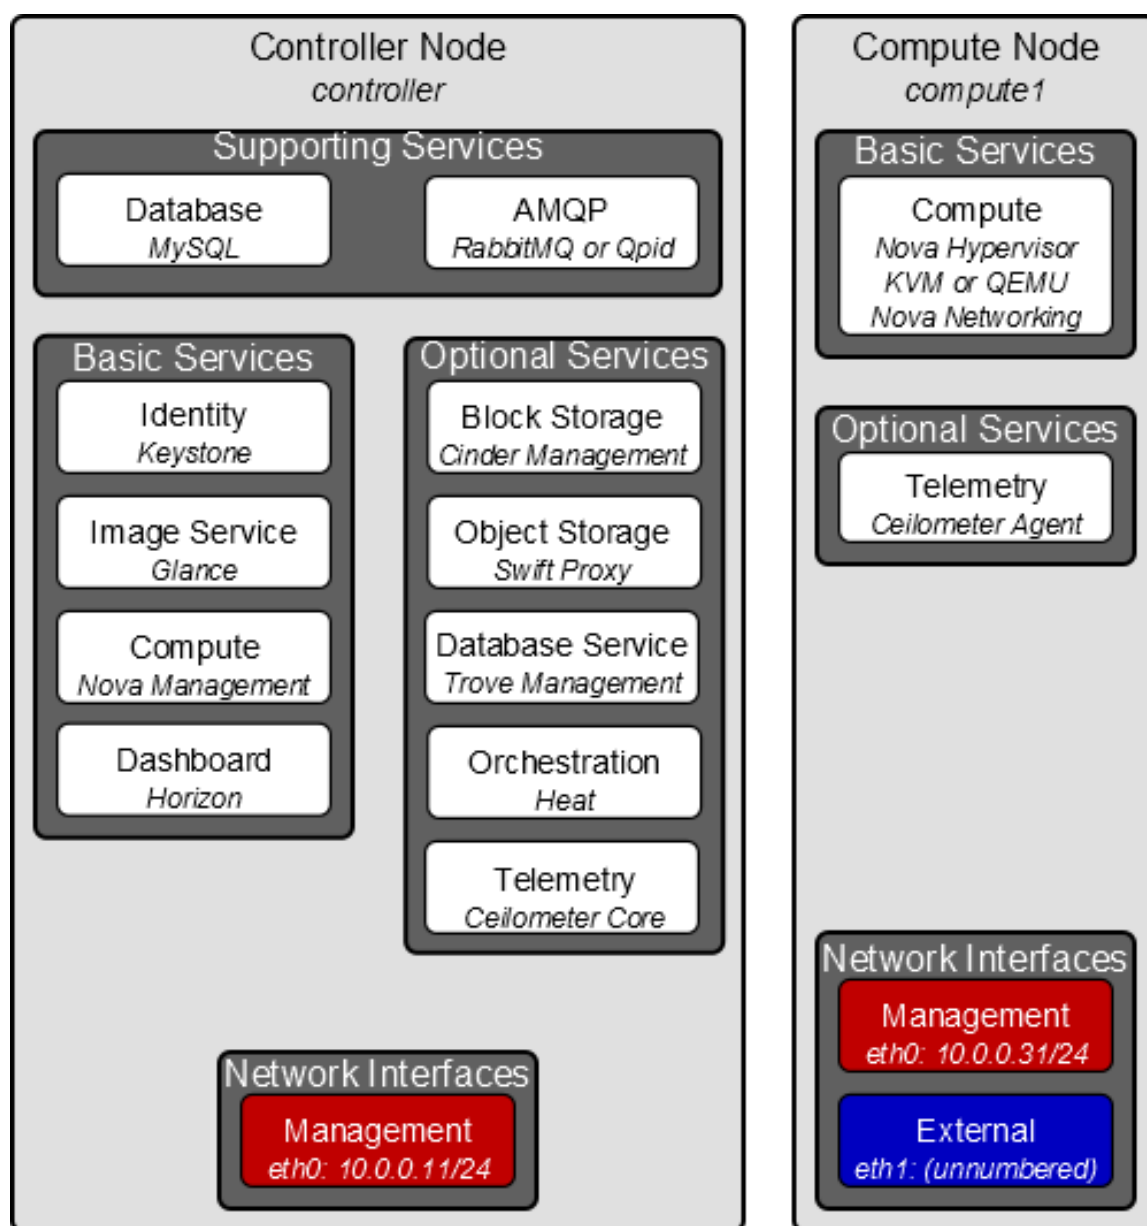 Controller Node
controller
Supporting Services
Database
MySQL
AMQP
RabbitMQ or Qpid
Basic Services
Identity
Keystone
Image Service
Glance
Compute
Nova Management
Dashboard
Horizon
Optional Services
Block Storage
Cinder Management
Object Storage
Swift Proxy
Database Service
Trove Management
Orchestration
Heat
Telemetry
Ceilometer Core
Network Interfaces
Management
eth0: 10.0.0.11/24
Compute Node
compute1
Basic Services
Compute
Nova Hypervisor
KVM or QEMU
Nova Networking
Optional Services
Telemetry
Ceilometer Agent
Network Interfaces
Management
eth0: 10.0.0.31/24
External
eth1: (unnumbered)